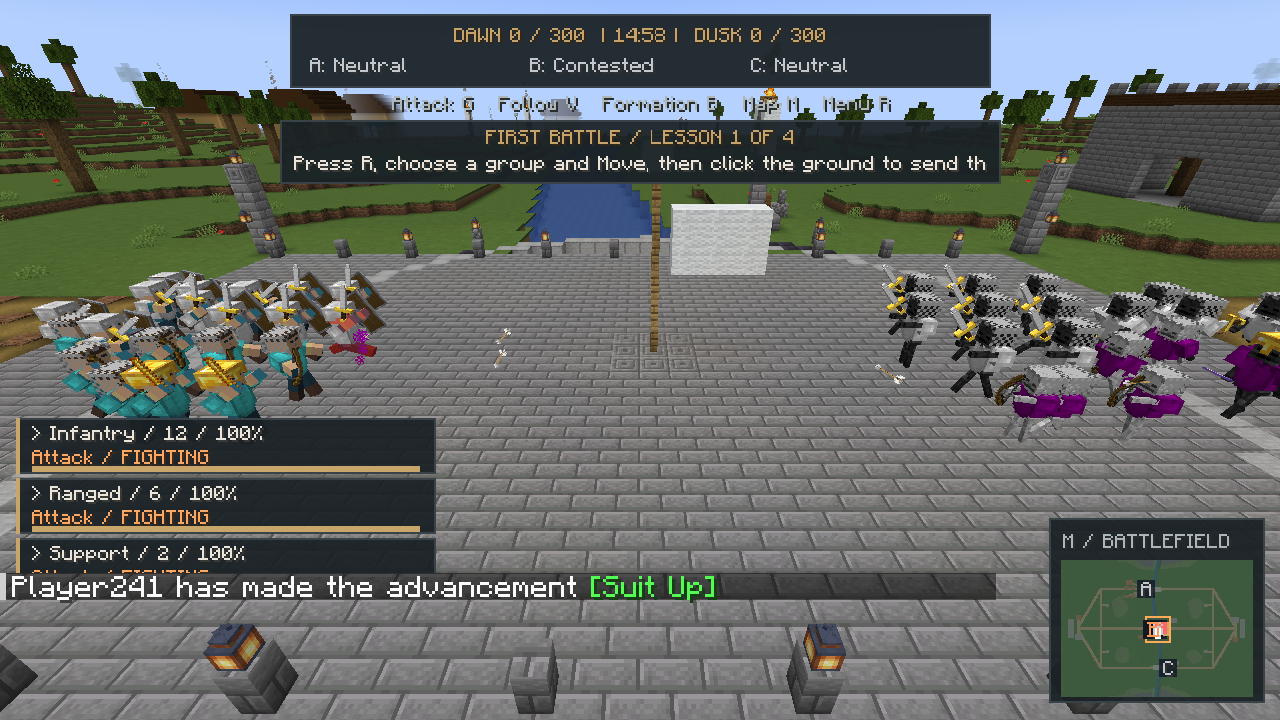 DAWN 0 / 300 | 14:58 | DUSK 0 / 300
A: Neutral B: Contested C: Neutral
Attack G Follow V Formation B Map M Menu R
FIRST BATTLE / LESSON 1 OF 4
Press R, choose a group and Move, then click the ground to send th
> Infantry / 12 / 100%
Attack / FIGHTING
> Ranged / 6 / 100%
Attack / FIGHTING
> Support / 2 / 100%
Player241 has made the advancement [Suit Up]
M / BATTLEFIELD
A
C